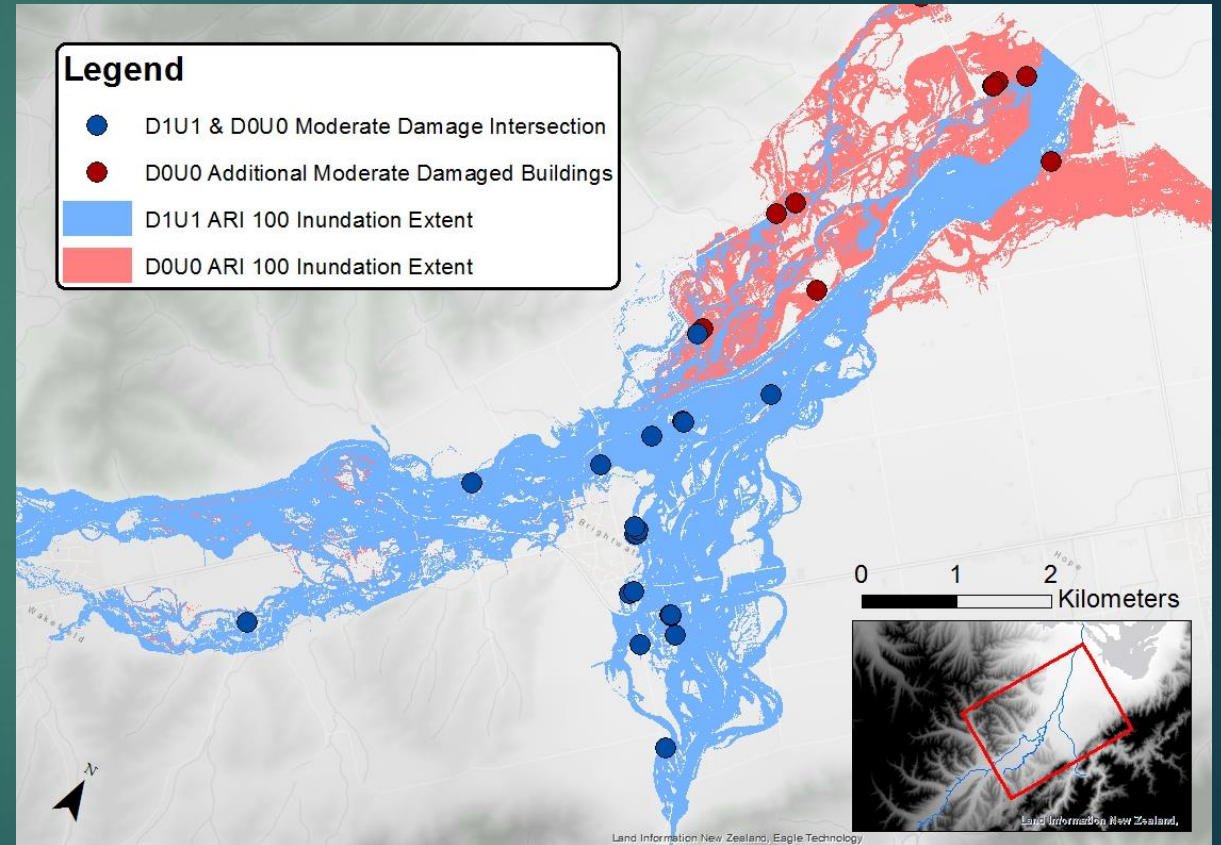 Legend
D1U1 & D0U0 Moderate Damage Intersection
D0U0 Additional Moderate Damaged Buildings
D1U1 ARI 100 Inundation Extent
D0U0 ARI 100 Inundation Extent
Hope
0 1 2
Kilometers
N
Land Information New Zealand,
Land Information New Zealand, Eagle Technology